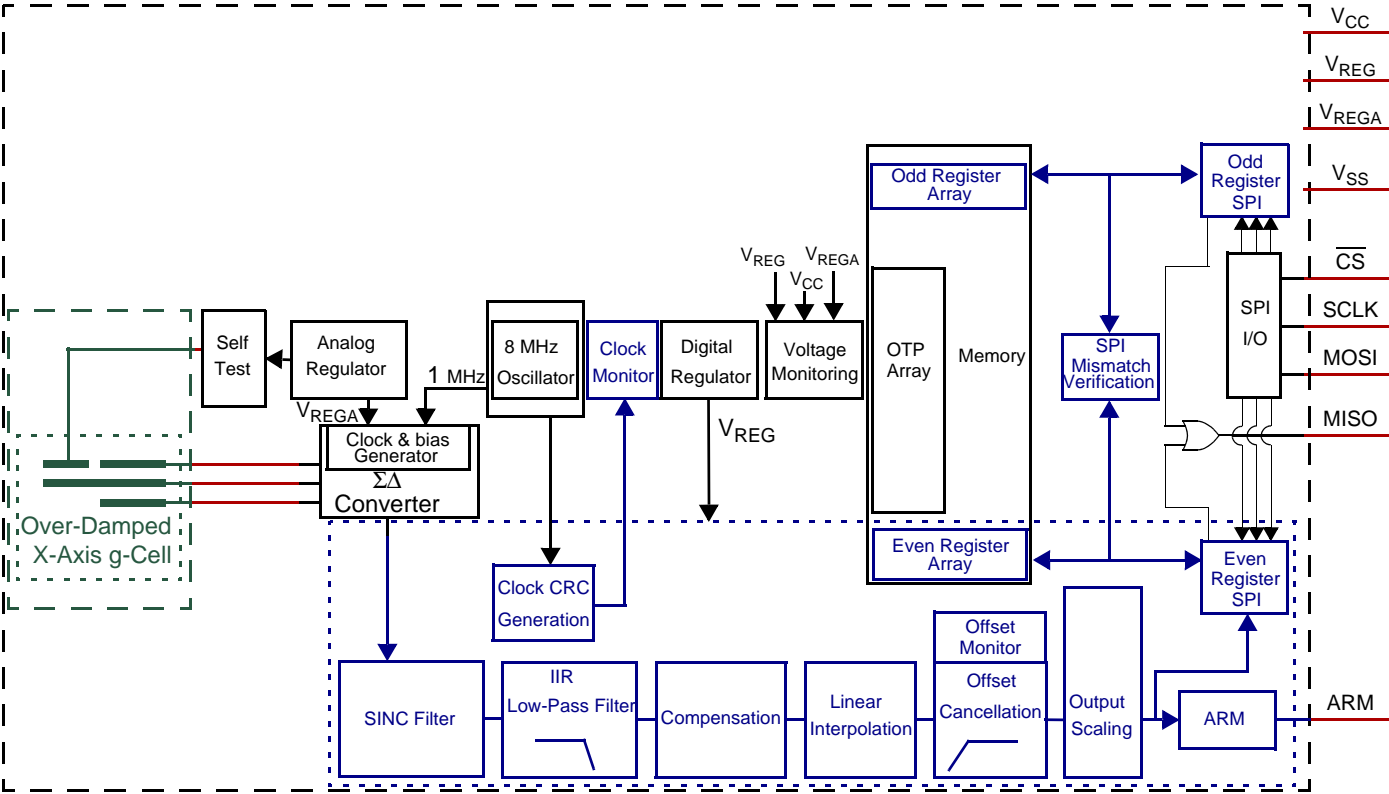 VCC
VREG
VREGA
VSS
CS
SCLK
MOSI
MISO
ARM
Odd Register
Array
Odd
Register
SPI
VREG
VCC
VREGA
SPI
I/O
Self
Test
Analog
Regulator
8 MHz
Oscillator
Clock
Monitor
Digital
Regulator
Voltage
Monitoring
OTP
Array
Memory
SPI
Mismatch
Verification
1 MHz
VREGA
VREG
Clock & bias
Generator
ΣΔ
Converter
Over-Damped
X-Axis g-Cell
Even Register
Array
Even
Register
SPI
Clock CRC
Generation
Offset
Monitor
SINC Filter
IIR
Low-Pass Filter
Compensation
Linear
Interpolation
Offset
Cancellation
Output
Scaling
ARM